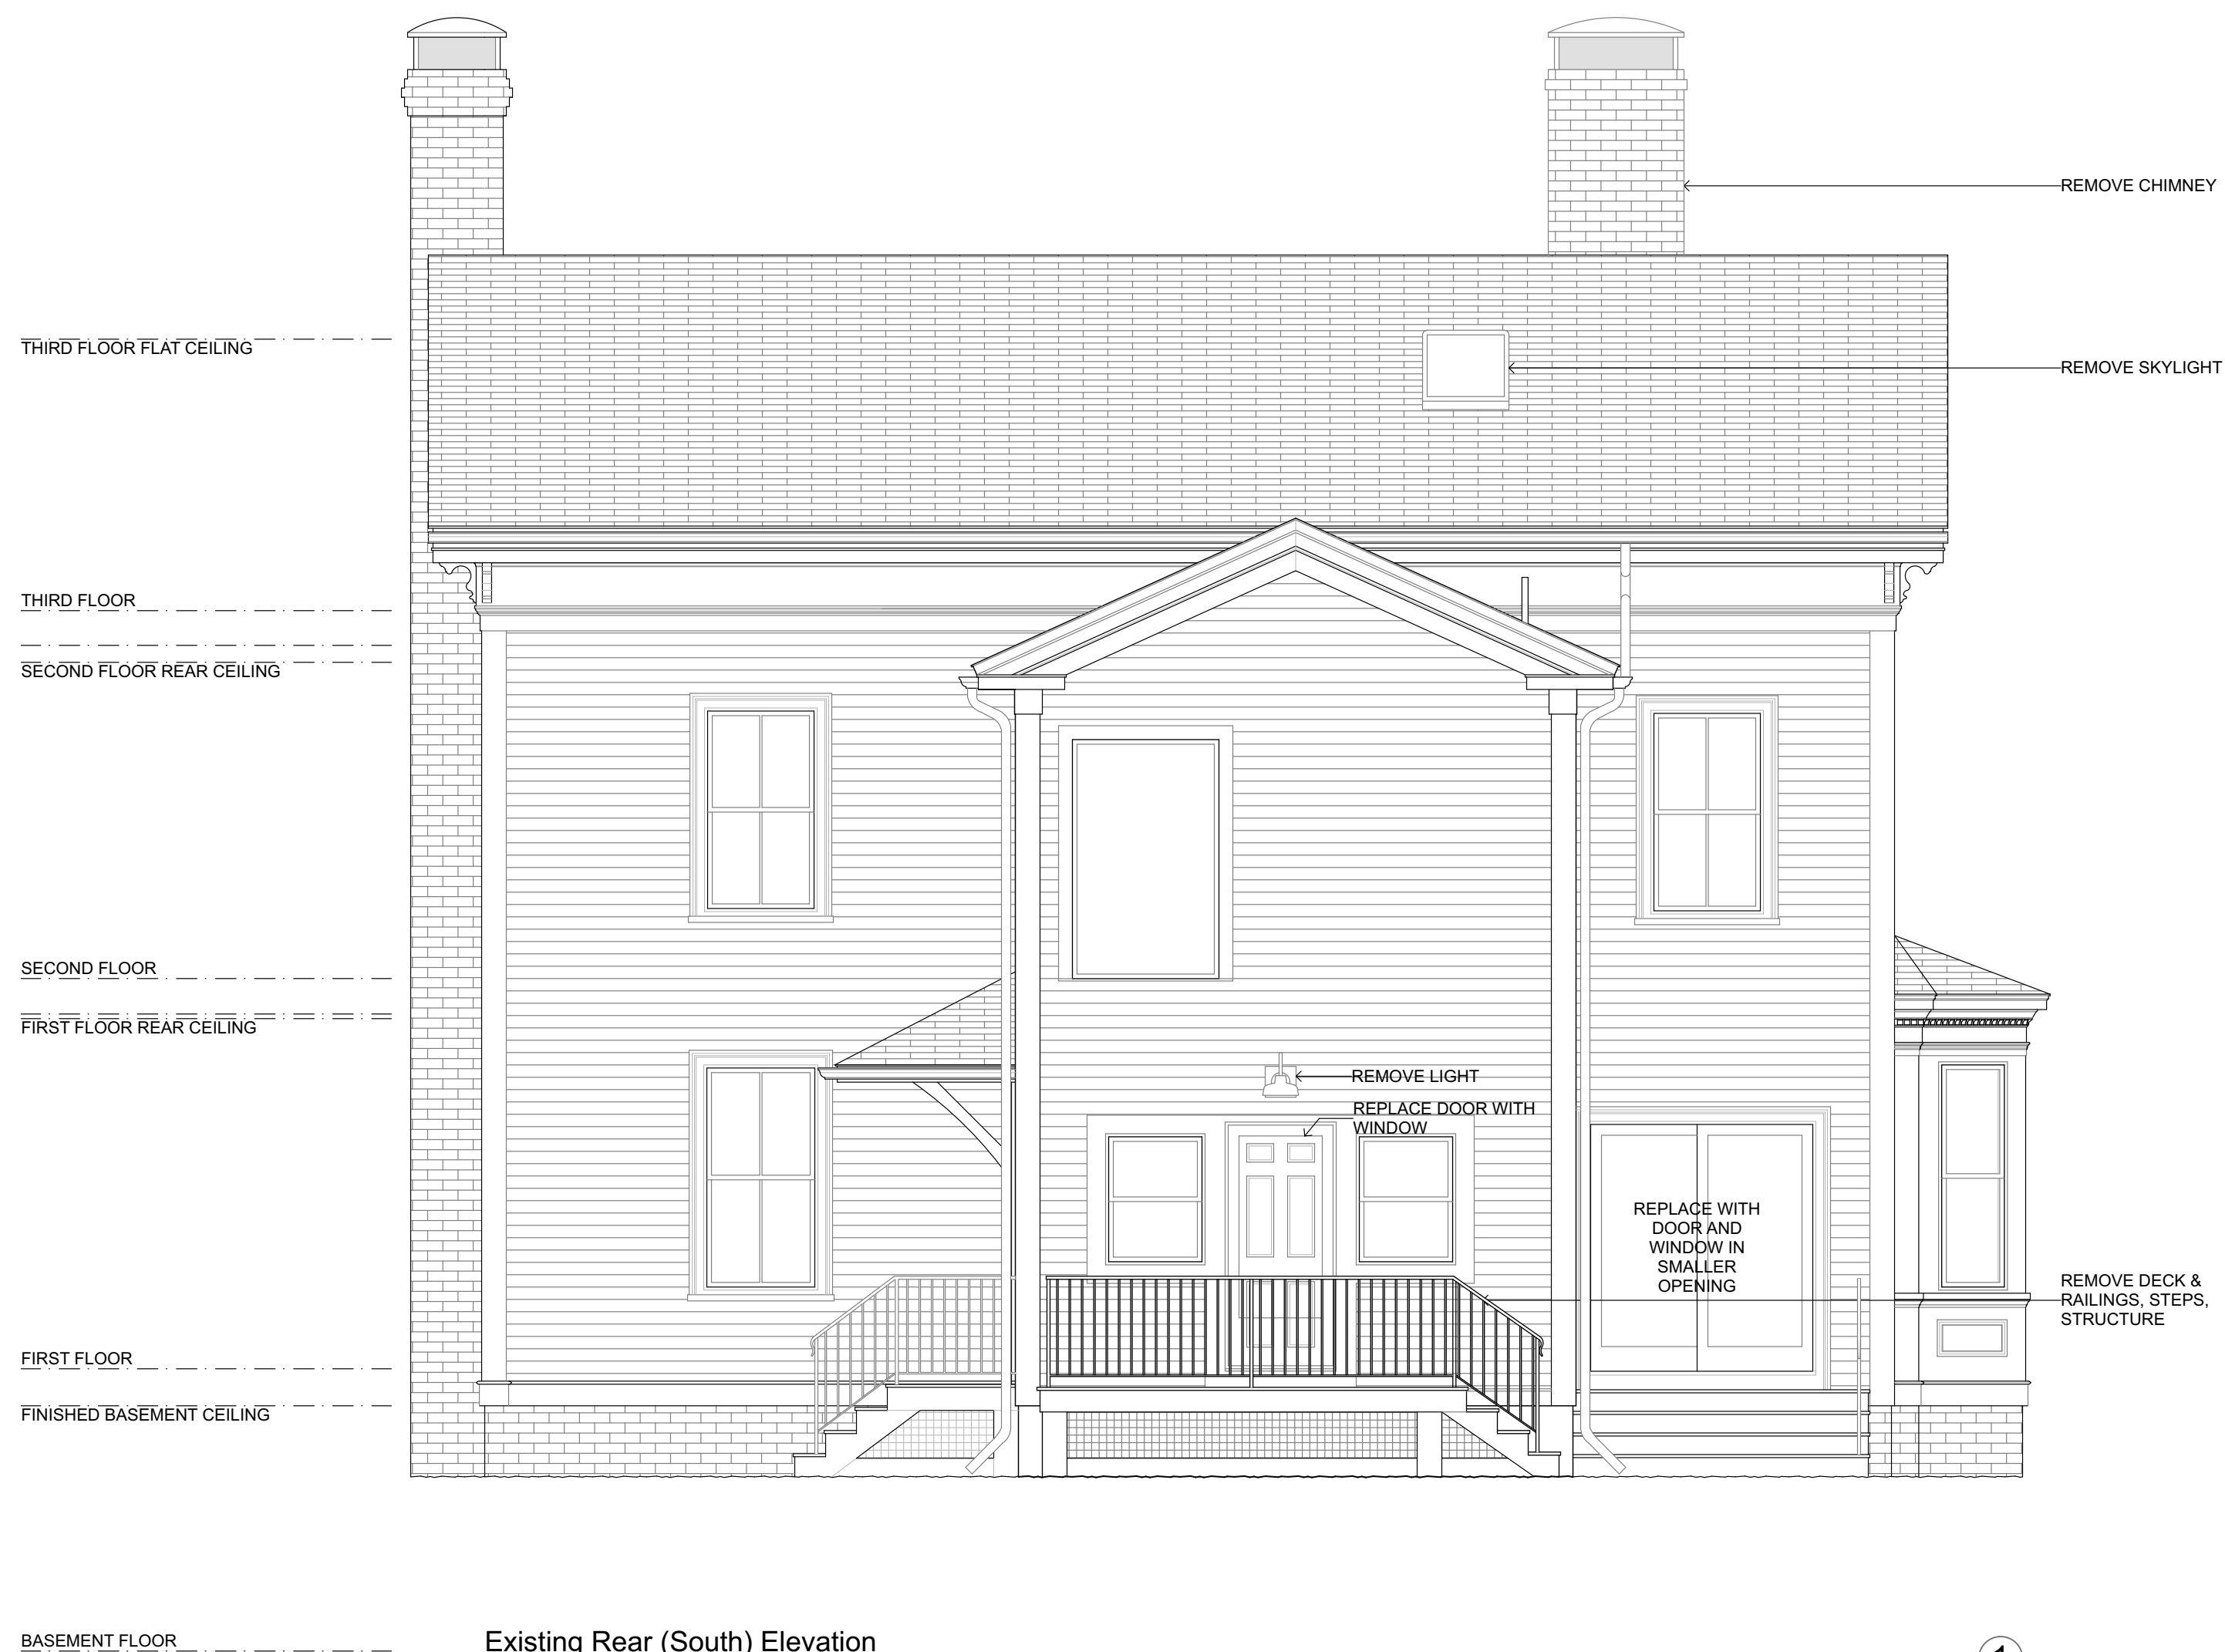 REMOVE CHIMNEY
THIRD FLOOR FLAT CEILING
REMOVE SKYLIGHT
THIRD FLOOR
SECOND FLOOR REAR CEILING
SECOND FLOOR
FIRST FLOOR REAR CEILING
REMOVE LIGHT
REPLACE DOOR WITH
WINDOW
REPLACE WITH
DOOR AND
WINDOW IN
SMALLER
OPENING
REMOVE DECK &
RAILINGS, STEPS,
STRUCTURE
FIRST FLOOR
FINISHED BASEMENT CEILING
BASEMENT FLOOR
Existing Rear (South) Elevation
1